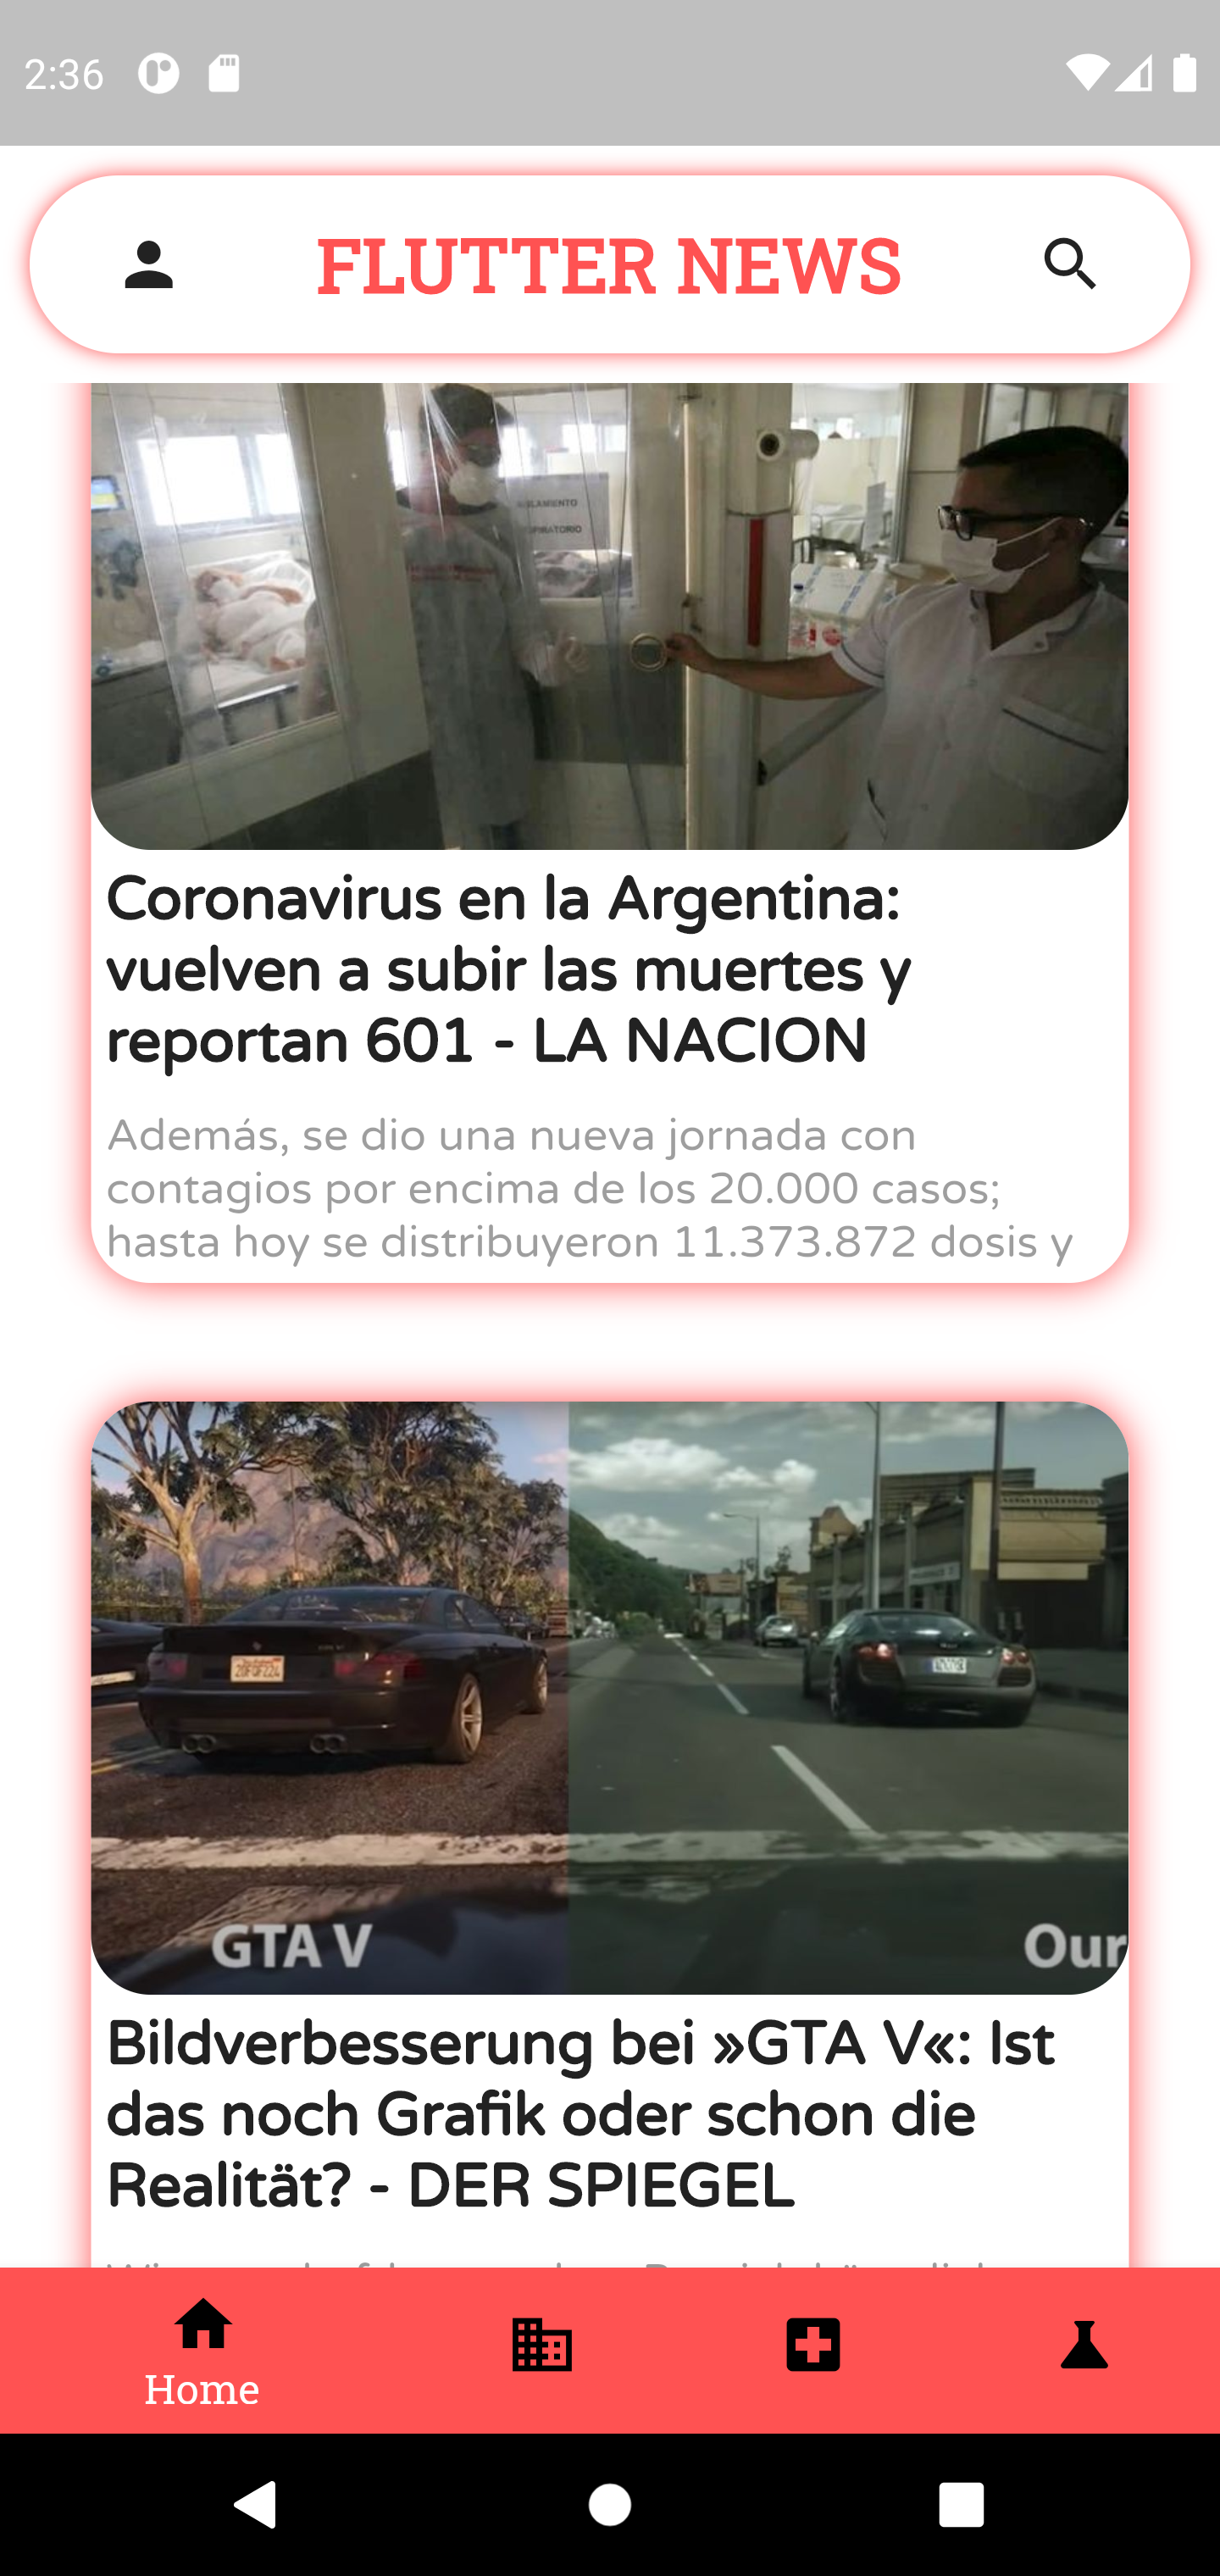 2:36
FLUTTER NEWS
Coronavirus en la Argentina:
vuelven a subir las muertes y
reportan 601 - LA NACION
Además, se dio una nueva jornada con
contagios por encima de los 20.000 casos;
hasta hoy se distribuyeron 11.373.872 dosis y
GTA V
Our
Bildverbesserung bei »GTA V«: Ist
das noch Grafik oder schon die
Realität? - DER SPIEGEL
Home